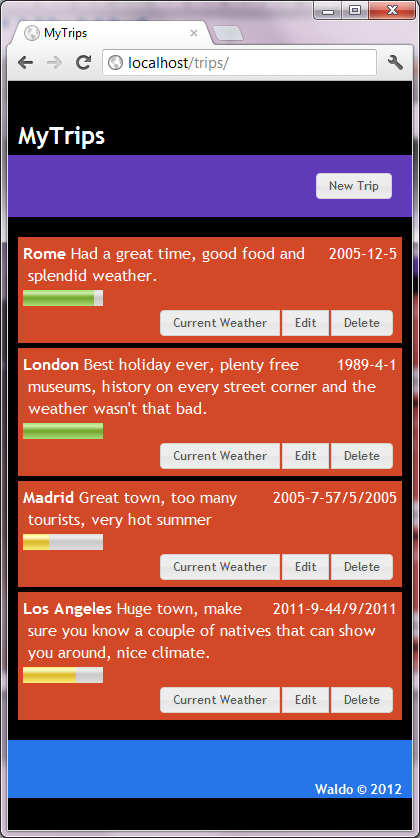 MyTrips
localhost/trips/
MyTrips
New Trip
Rome Had a great time, good food and 2005-12-5
splendid weather.
Current Weather Edit Delete
London Best holiday ever, plenty free 1989-4-1
museums, history on every street corner and the
weather wasn't that bad.
Current Weather Edit Delete
Madrid Great town, too many 2005-7-57/5/2005
tourists, very hot summer
Current Weather Edit Delete
Los Angeles Huge town, make 2011-9-44/9/2011
sure you know a couple of natives that can show
you around, nice climate.
Current Weather Edit Delete
Waldo © 2012